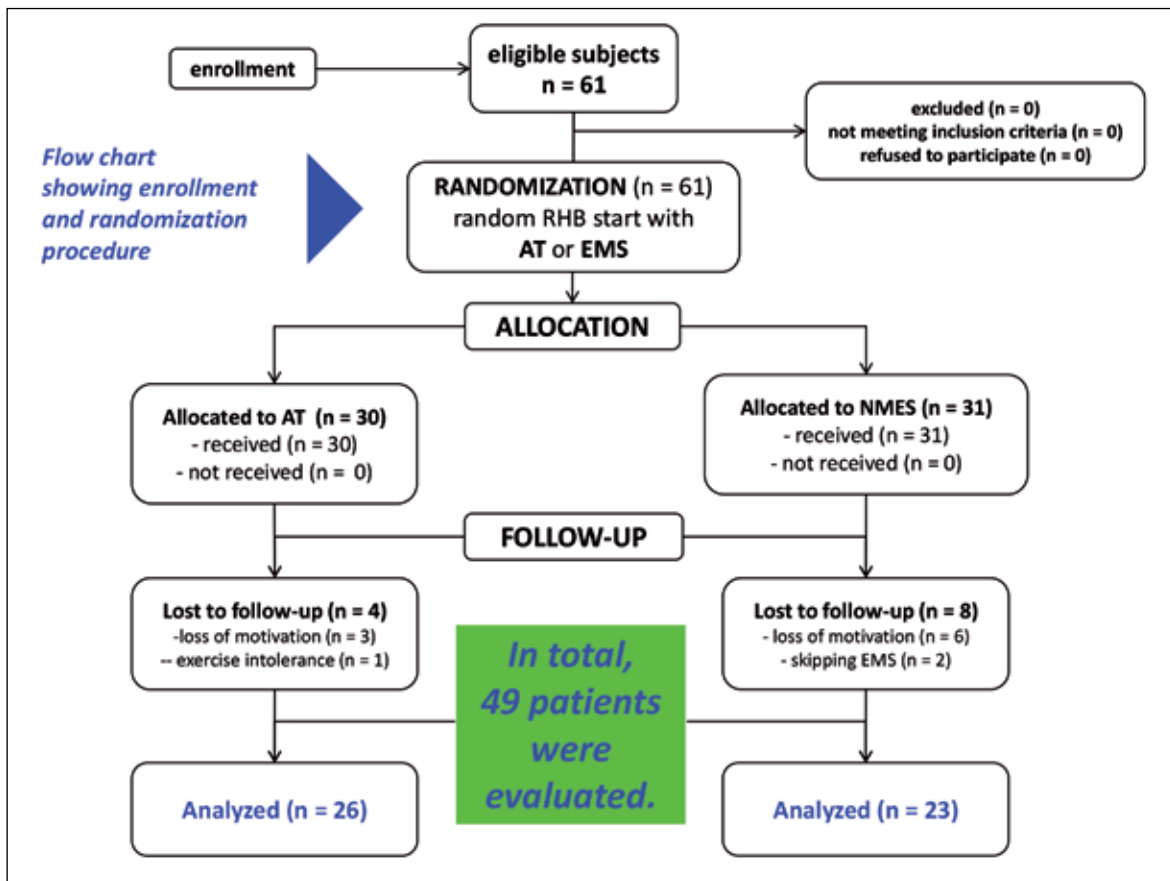 enrollment
eligible subjects
n = 61
excluded (n = 0)
not meeting inclusion criteria (n = 0)
refused to participate (n = 0)
Flow chart
showing enrollment
and randomization
procedure
RANDOMIZATION (n = 61)
random RHB start with
AT or EMS
ALLOCATION
Allocated to AT (n = 30)
- received (n = 30)
- not received (n = 0)
Allocated to NMES (n = 31)
- received (n = 31)
- not received (n = 0)
FOLLOW-UP
Lost to follow-up (n = 4)
-loss of motivation (n = 3)
-- exercise intolerance (n = 1)
Lost to follow-up (n = 8)
- loss of motivation (n = 6)
- skipping EMS (n = 2)
In total,
49 patients
were
evaluated.
Analyzed (n = 26)
Analyzed (n = 23)